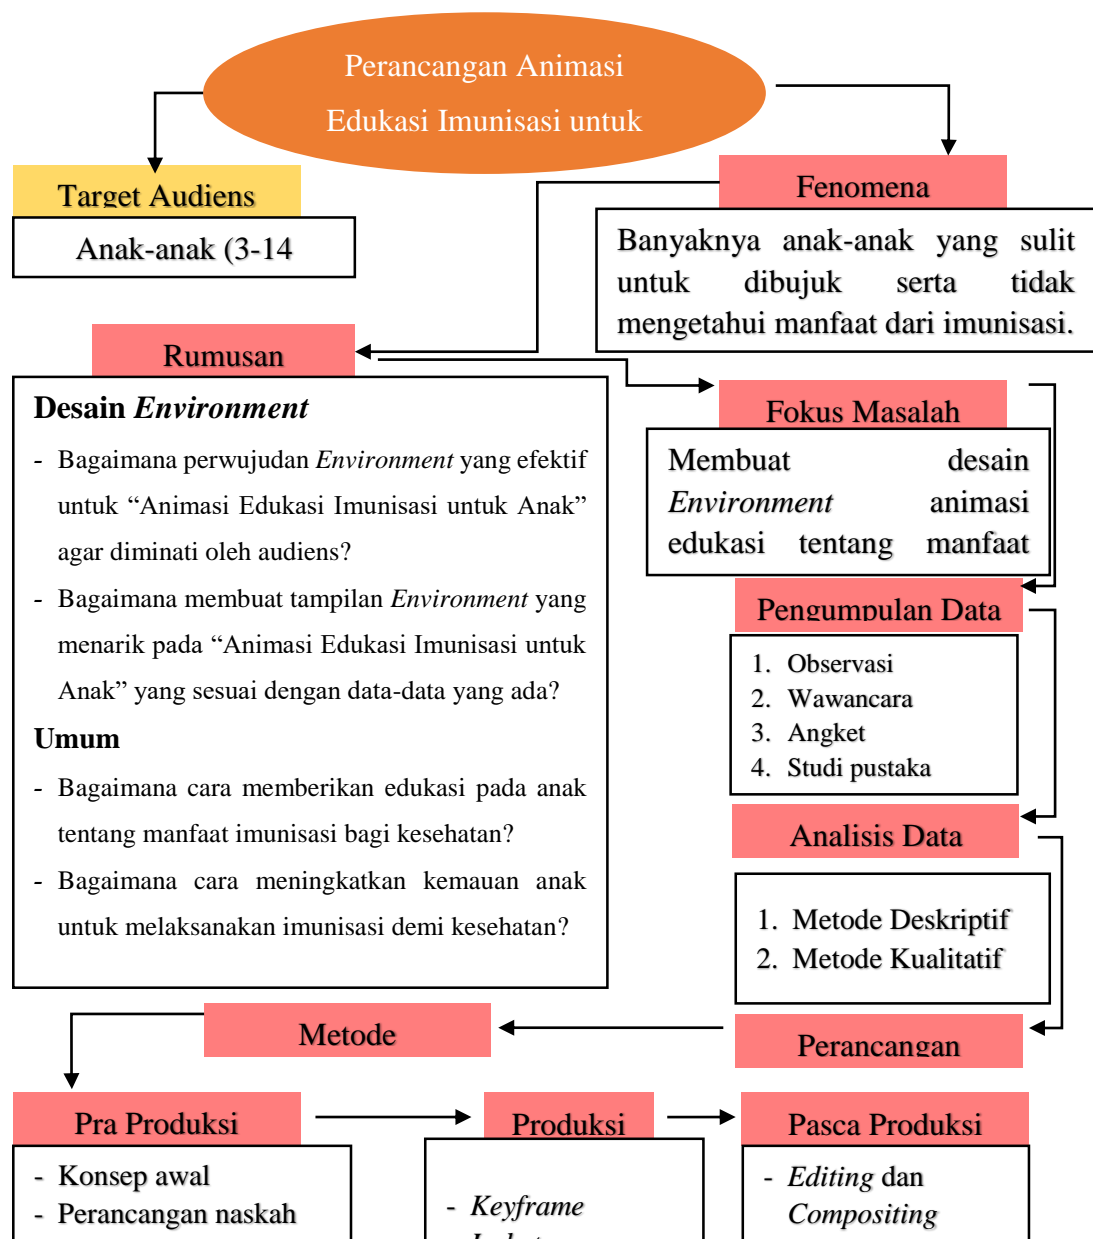 Perancangan Animasi
Edukasi Imunisasi untuk
Target Audiens
Anak-anak (3-14
Fenomena
Banyaknya anak-anak yang sulit
untuk dibujuk serta tidak
mengetahui manfaat dari imunisasi.
Rumusan
Desain Environment
- Bagaimana perwujudan Environment yang efektif
untuk “Animasi Edukasi Imunisasi untuk Anak”
agar diminati oleh audiens?
- Bagaimana membuat tampilan Environment yang
menarik pada “Animasi Edukasi Imunisasi untuk
Anak” yang sesuai dengan data-data yang ada?
Umum
- Bagaimana cara memberikan edukasi pada anak
tentang manfaat imunisasi bagi kesehatan?
- Bagaimana cara meningkatkan kemauan anak
untuk melaksanakan imunisasi demi kesehatan?
Fokus Masalah
Membuat desain
Environment animasi
edukasi tentang manfaat
Pengumpulan Data
1. Observasi
2. Wawancara
3. Angket
4. Studi pustaka
Analisis Data
1. Metode Deskriptif
2. Metode Kualitatif
Perancangan
Metode
Pra Produksi
- Konsep awal
- Perancangan naskah
Produksi
- Keyframe
Pasca Produksi
- Editing dan
Compositing